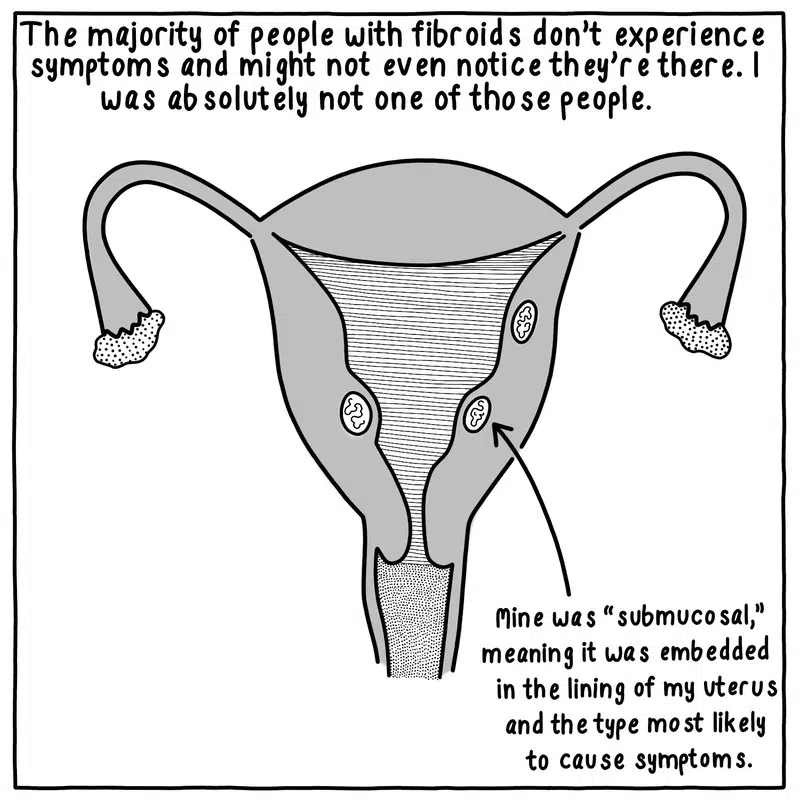 The majority of people with fibroids don't experience
symptoms and might not even notice they're there. I
was absolutely not one of those people.
Mine was "submucosal,"
meaning it was embedded
in the lining of my uterus
and the type most likely
to cause symptoms.